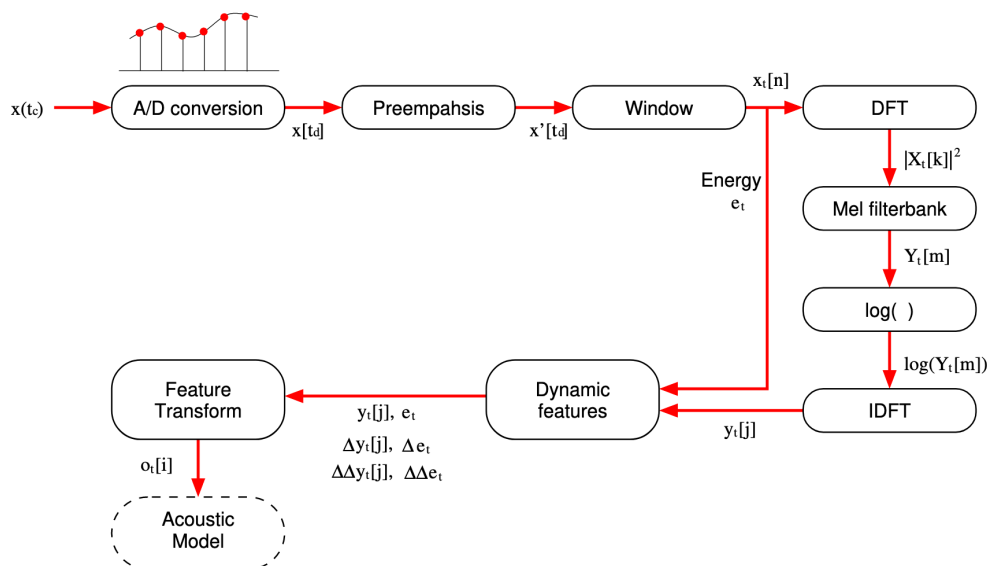 x(tc)
A/D conversion
x[td]
Preempahsis
x'[td]
Window
xt[n]
DFT
|Xt[k]|²
Energy
et
Mel filterbank
Yt[m]
log( )
log(Yt[m])
IDFT
yt[j]
Dynamic
features
yt[j], et
Δyt[j], Δet
ΔΔyt[j], ΔΔet
Feature
Transform
ot[i]
Acoustic
Model